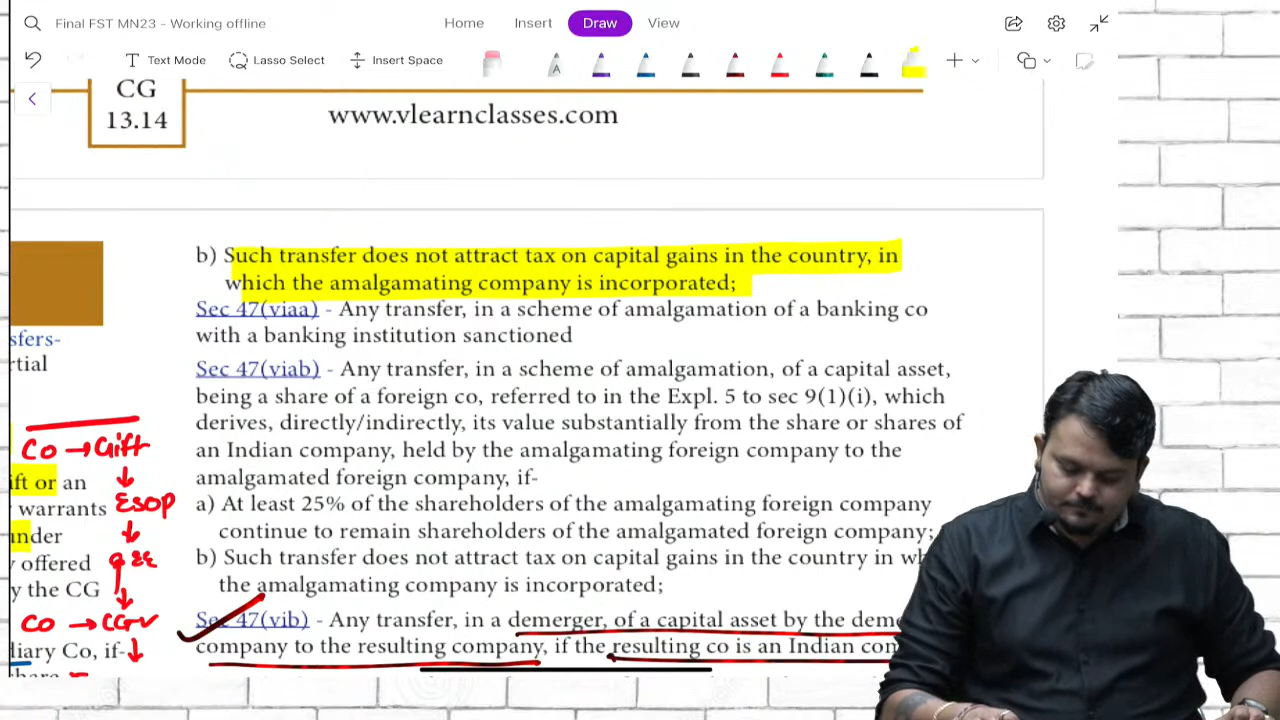 Final FST MN23 - Working offline
Home
Insert
Draw
View
Text Mode
Lasso Select
Insert Space
CG
13.14
www.vlearnclasses.com
b) Such transfer does not attract tax on capital gains in the country, in
which the amalgamating company is incorporated;
Sec 47(viaa) - Any transfer, in a scheme of amalgamation of a banking co
with a banking institution sanctioned
Sec 47(viab) - Any transfer, in a scheme of amalgamation, of a capital asset,
being a share of a foreign co, referred to in the Expl. 5 to sec 9(1)(i), which
derives, directly/indirectly, its value substantially from the share or shares of
an Indian company, held by the amalgamating foreign company to the
amalgamated foreign company, if-
a) At least 25% of the shareholders of the amalgamating foreign company
continue to remain shareholders of the amalgamated foreign company;
b) Such transfer does not attract tax on capital gains in the country in wh
the amalgamating company is incorporated;
Sec 47(vib) - Any transfer, in a demerger, of a capital asset by the deme
company to the resulting company, if the resulting co is an Indian com
sfers-
rtial
Co → Gift
ift or an
↓
ESOP
warrants
↓
under
offered
↓
y the CG
Co → CGV
liary Co, if-
↓